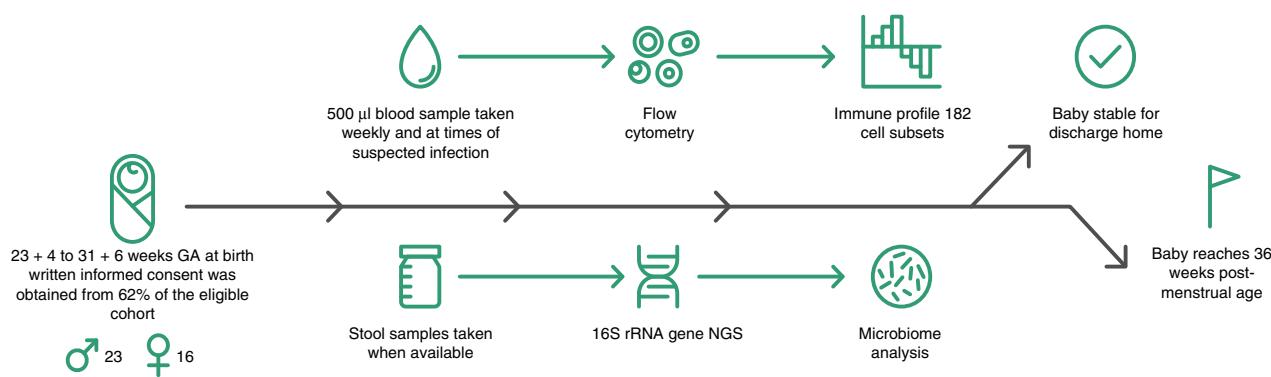 500 µl blood sample taken
weekly and at times of
suspected infection
Flow
cytometry
Immune profile 182
cell subsets
Baby stable for
discharge home
23 + 4 to 31 + 6 weeks GA at birth
written informed consent was
obtained from 62% of the eligible
cohort
23
16
Stool samples taken
when available
16S rRNA gene NGS
Microbiome
analysis
Baby reaches 36
weeks post-
menstrual age